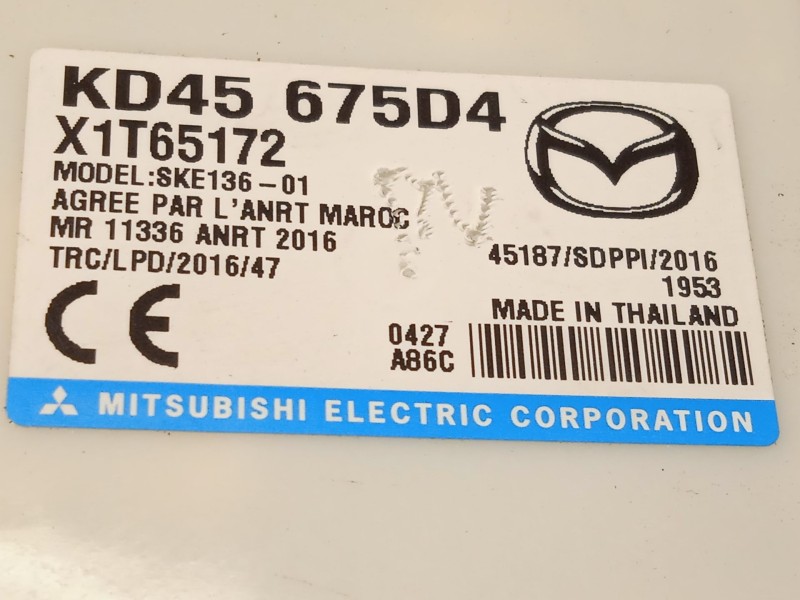 KD45 675D4
X1T65172
MODEL:SKE136-01
AGREE PAR L'ANRT MAROC
MR 11336 ANRT 2016
TRC/LPD/2016/47
45187/SDPPI/2016
1953
MADE IN THAILAND
CE
0427
A86C
MITSUBISHI ELECTRIC CORPORATION